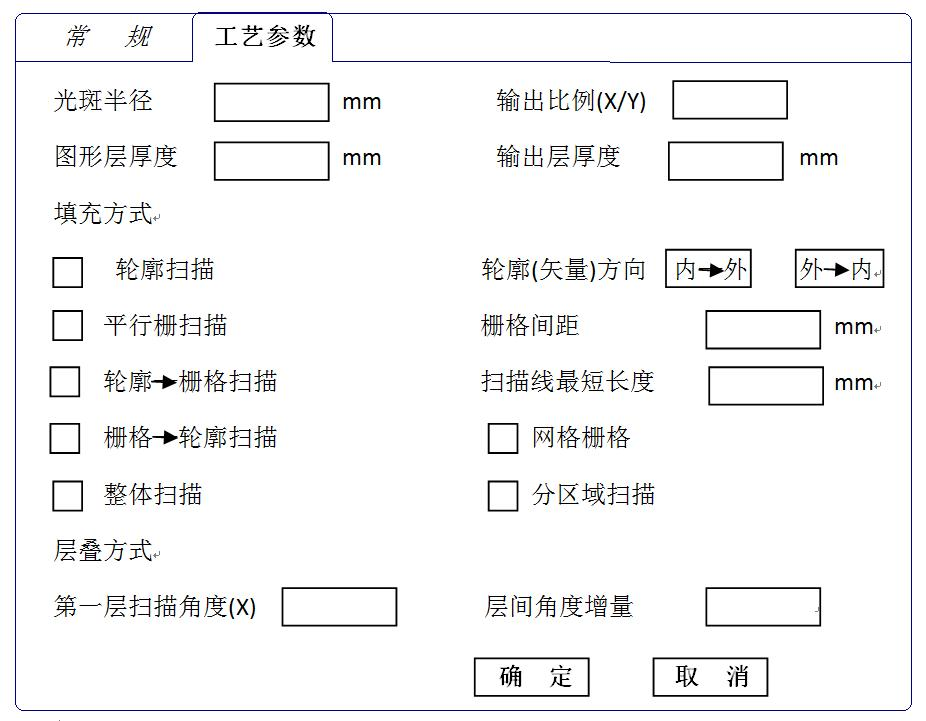 常 规 工艺参数
光斑半径 mm 输出比例(X/Y)
图形层厚度 mm 输出层厚度 mm
填充方式
轮廓扫描 轮廓(矢量)方向 内→外 外→内
平行栅扫描 栅格间距 mm
轮廓→栅格扫描 扫描线最短长度 mm
栅格→轮廓扫描 网格栅格
整体扫描 分区域扫描
层叠方式
第一层扫描角度(X) 层间角度增量
确 定 取 消